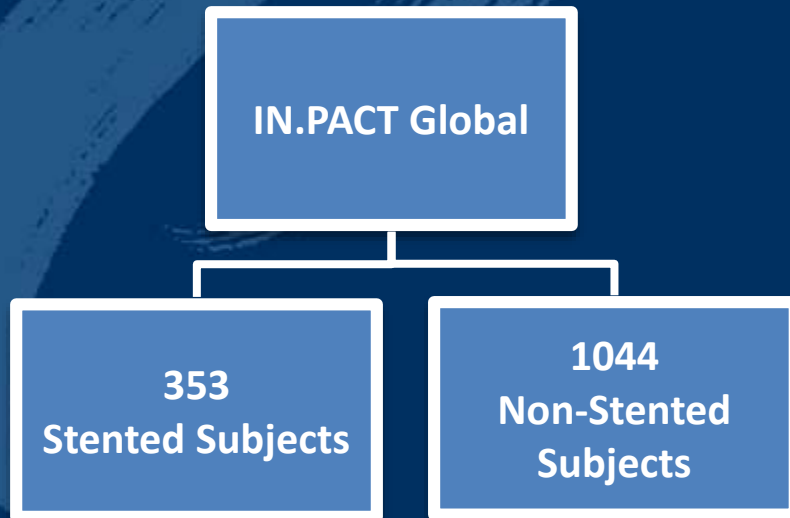 IN.PACT Global
353
Stented Subjects
1044
Non-Stented
Subjects